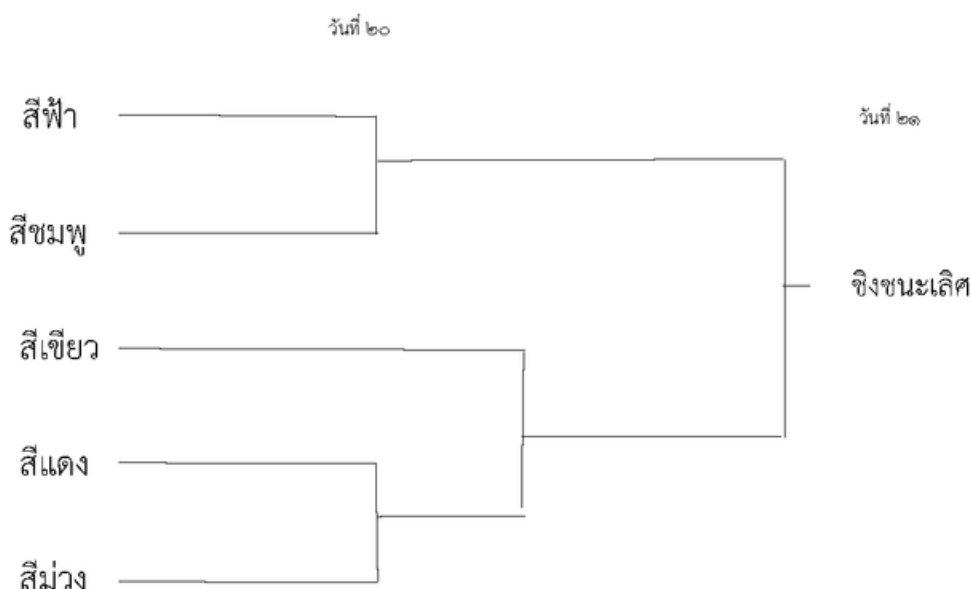 วันที่ ๒๐
สีฟ้า
วันที่ ๒๑
สีชมพู
ชิงชนะเลิศ
สีเขียว
สีแดง
สีม่วง